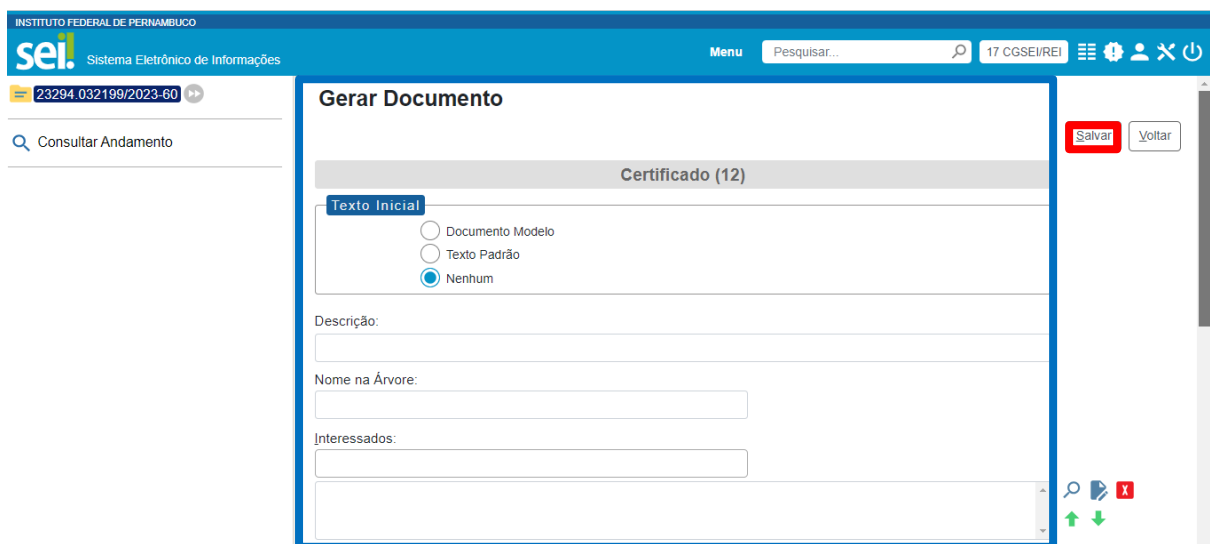 INSTITUTO FEDERAL DE PERNAMBUCO
sei! Sistema Eletrônico de Informações
Menu Pesquisar... 17 CGSEI/REI
23294.032199/2023-60
Consultar Andamento
Gerar Documento
Salvar Voltar
Certificado (12)
Texto Inicial
Documento Modelo
Texto Padrão
Nenhum
Descrição:
Nome na Árvore:
Interessados: